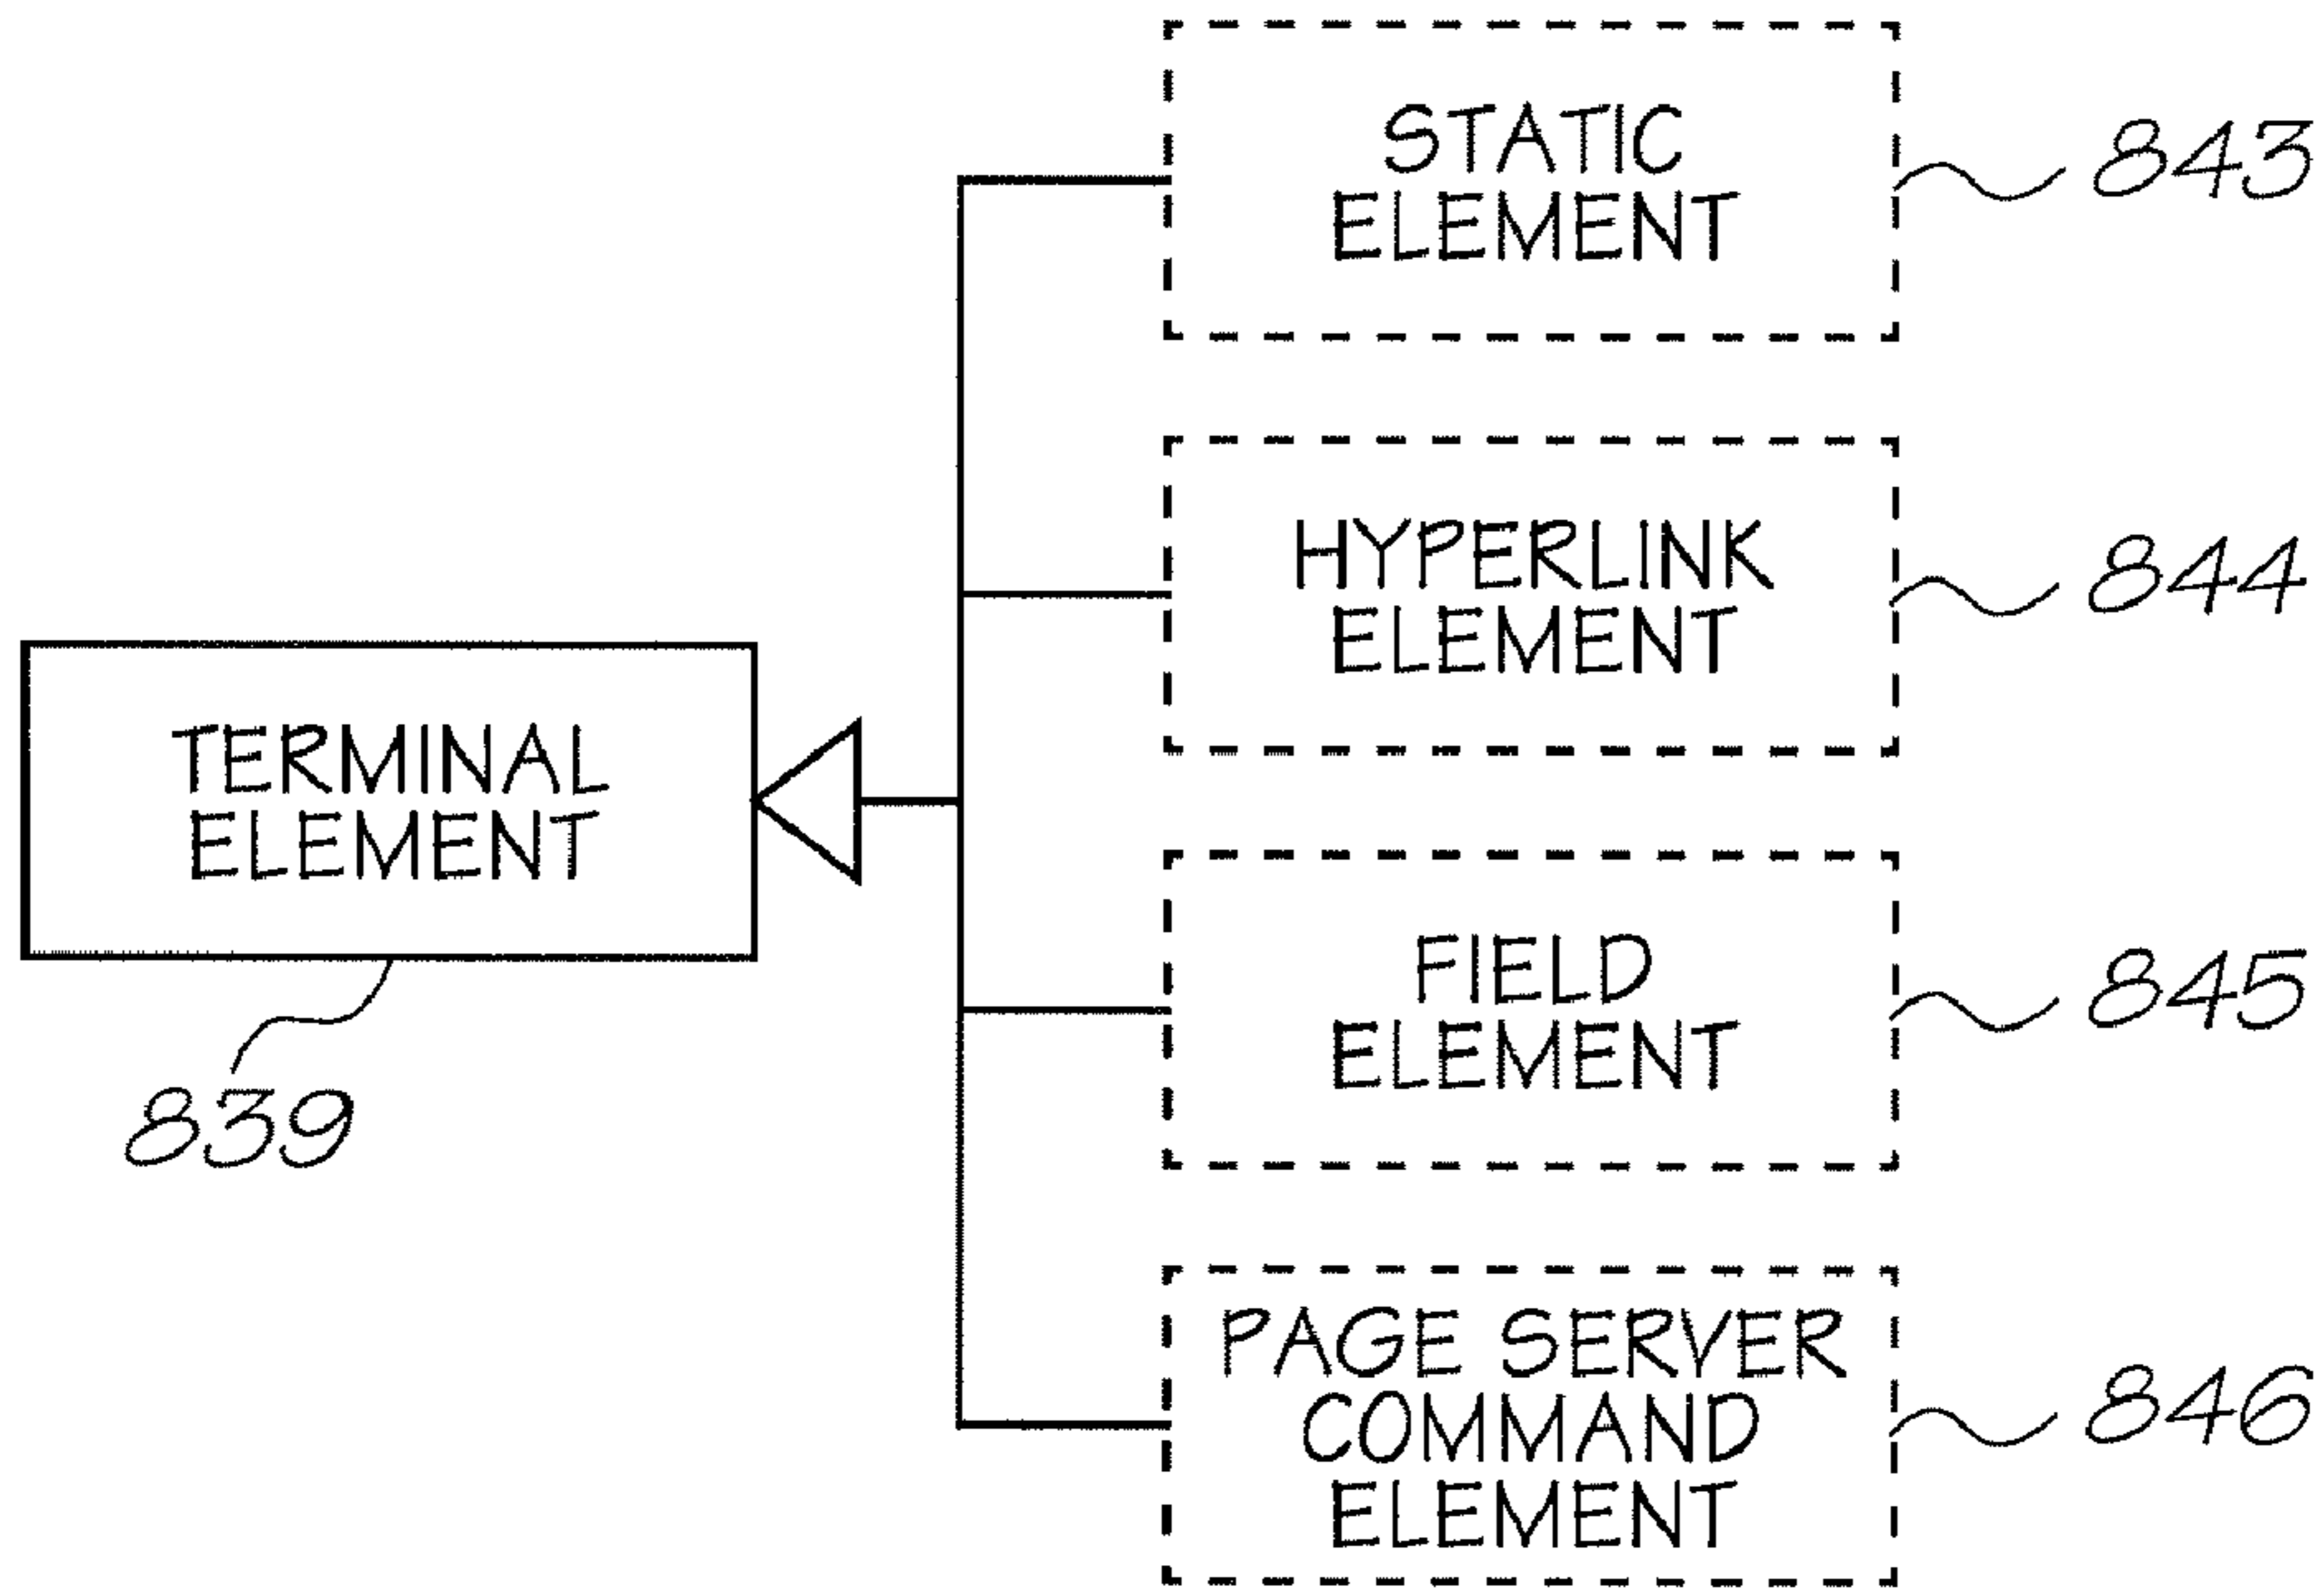 STATIC
ELEMENT
843
HYPERLINK
ELEMENT
844
TERMINAL
ELEMENT
839
FIELD
ELEMENT
845
PAGE SERVER
COMMAND
ELEMENT
846